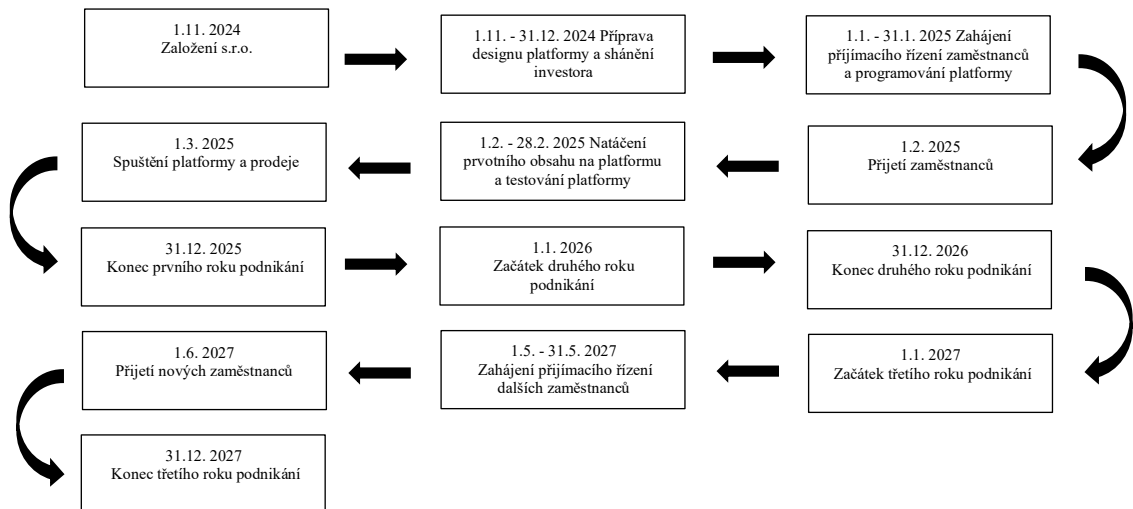 1.11. 2024
Založení s.r.o.
1.11. - 31.12. 2024 Příprava
designu platformy a shánění
investora
1.1. - 31.1. 2025 Zahájení
příjímacího řízení zaměstnanců
a programování platformy
1.2. 2025
Přijetí zaměstnanců
1.2. - 28.2. 2025 Natáčení
prvotního obsahu na platformu
a testování platformy
1.3. 2025
Spuštění platformy a prodeje
31.12. 2025
Konec prvního roku podnikání
1.1. 2026
Začátek druhého roku
podnikání
31.12. 2026
Konec druhého roku podnikání
1.1. 2027
Začátek třetího roku podnikání
1.5. - 31.5. 2027
Zahájení přijímacího řízení
dalších zaměstnanců
1.6. 2027
Přijetí nových zaměstnanců
31.12. 2027
Konec třetího roku podnikání